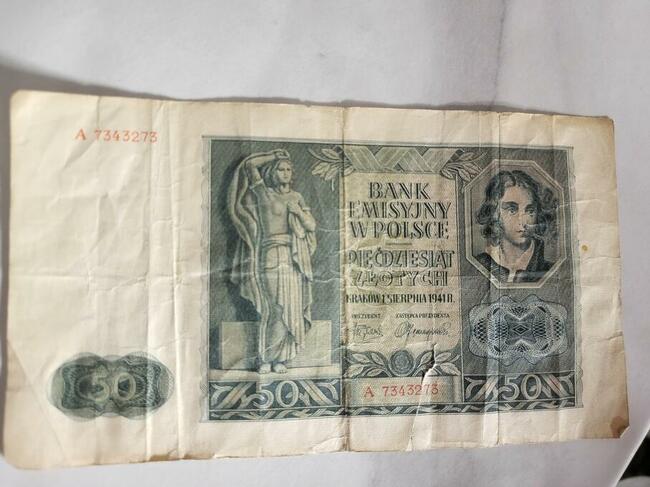 A 7343273
BANK
EMISYJNY
W POLSCE
PIĘĆDZIESIĄT
ZŁOTYCH
KRAKÓW 1 SIERPNIA 1941 R.
PREZYDENT ZASTĘPCA PREZYDENTA
50
50
A 7343273
50